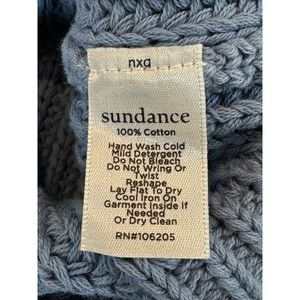 nxa
sundance
100% Cotton
Hand Wash Cold
Mild Detergent
Do Not Bleach
Do Not Wring Or
Twist
Reshape
Lay Flat To Dry
Cool Iron On
Garment Inside If
Needed
Or Dry Clean
RN#106205